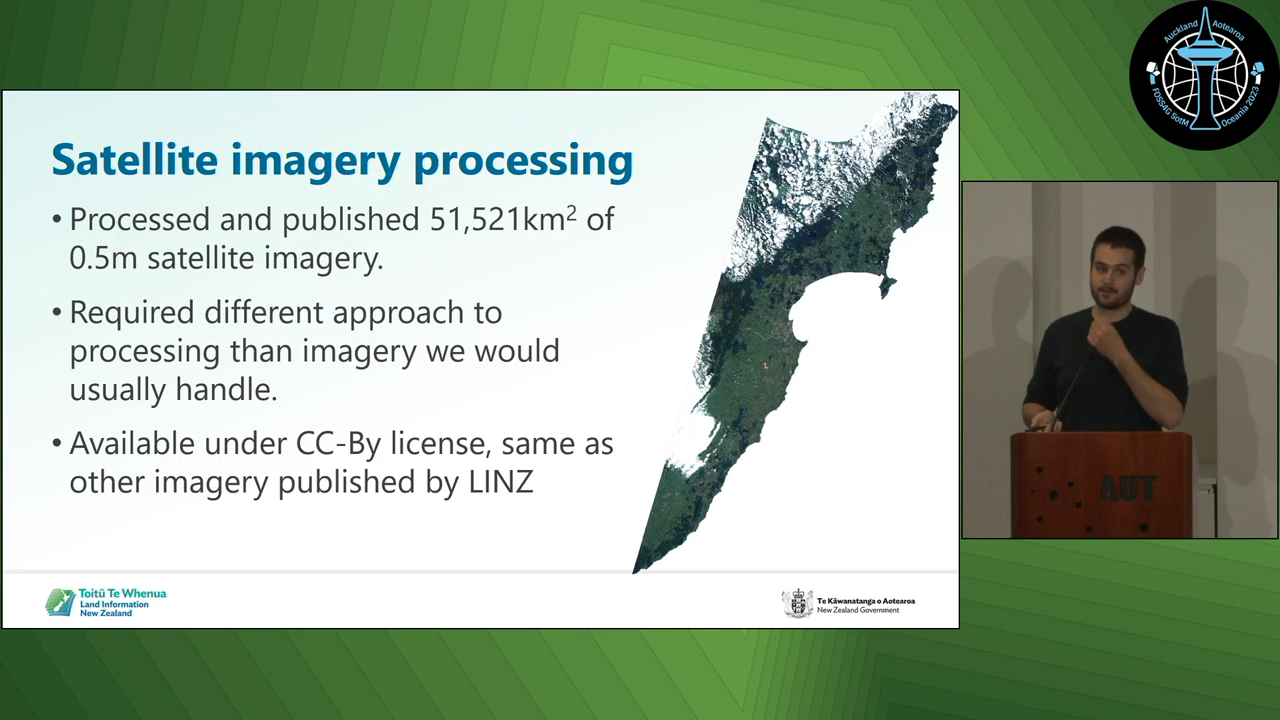 Auckland Aotearoa
FOSS4G SotM Oceania 2023
Satellite imagery processing
• Processed and published 51,521km² of
0.5m satellite imagery.
• Required different approach to
processing than imagery we would
usually handle.
• Available under CC-By license, same as
other imagery published by LINZ
Toitū Te Whenua
Land Information
New Zealand
Te Kāwanatanga o Aotearoa
New Zealand Government
AUT